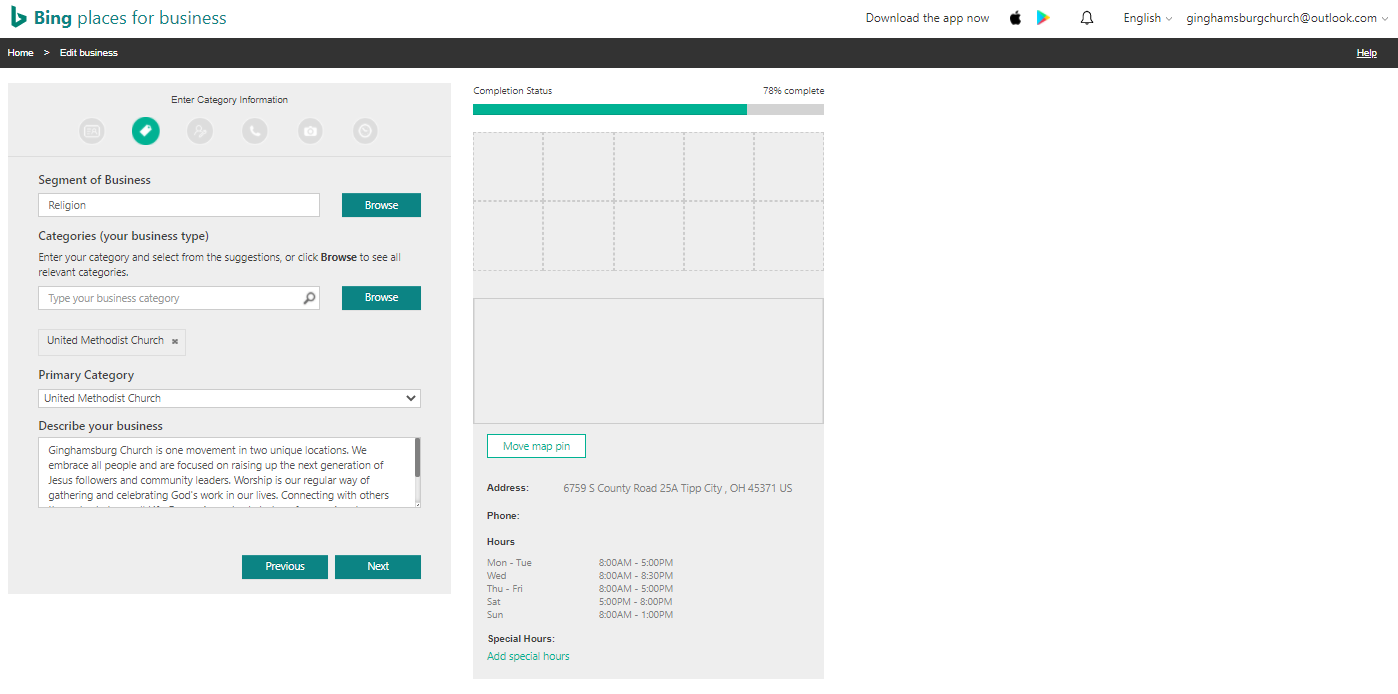 Bing places for business
Download the app now
English
ginghamsburgchurch@outlook.com
Home > Edit business
Help
Enter Category Information
Segment of Business
Religion
Browse
Categories (your business type)
Enter your category and select from the suggestions, or click Browse to see all
relevant categories.
Type your business category
Browse
United Methodist Church
Primary Category
United Methodist Church
Describe your business
Ginghamsburg Church is one movement in two unique locations. We
embrace all people and are focused on raising up the next generation of
Jesus followers and community leaders. Worship is our regular way of
gathering and celebrating God's work in our lives. Connecting with others
Previous
Next
Completion Status
78% complete
Move map pin
Address: 6759 S County Road 25A Tipp City , OH 45371 US
Phone:
Hours
Mon - Tue 8:00AM - 5:00PM
Wed 8:00AM - 8:30PM
Thu - Fri 8:00AM - 5:00PM
Sat 5:00PM - 8:00PM
Sun 8:00AM - 1:00PM
Special Hours:
Add special hours